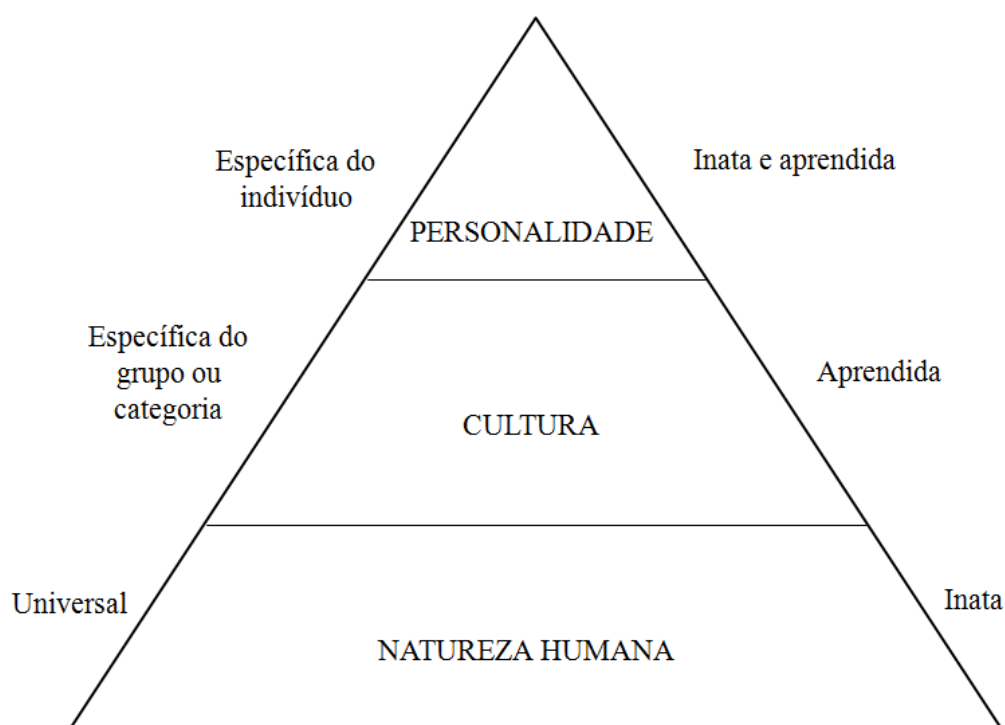 Específica do
indivíduo
Inata e aprendida
PERSONALIDADE
Específica do
grupo ou
categoria
Aprendida
CULTURA
Universal
Inata
NATUREZA HUMANA